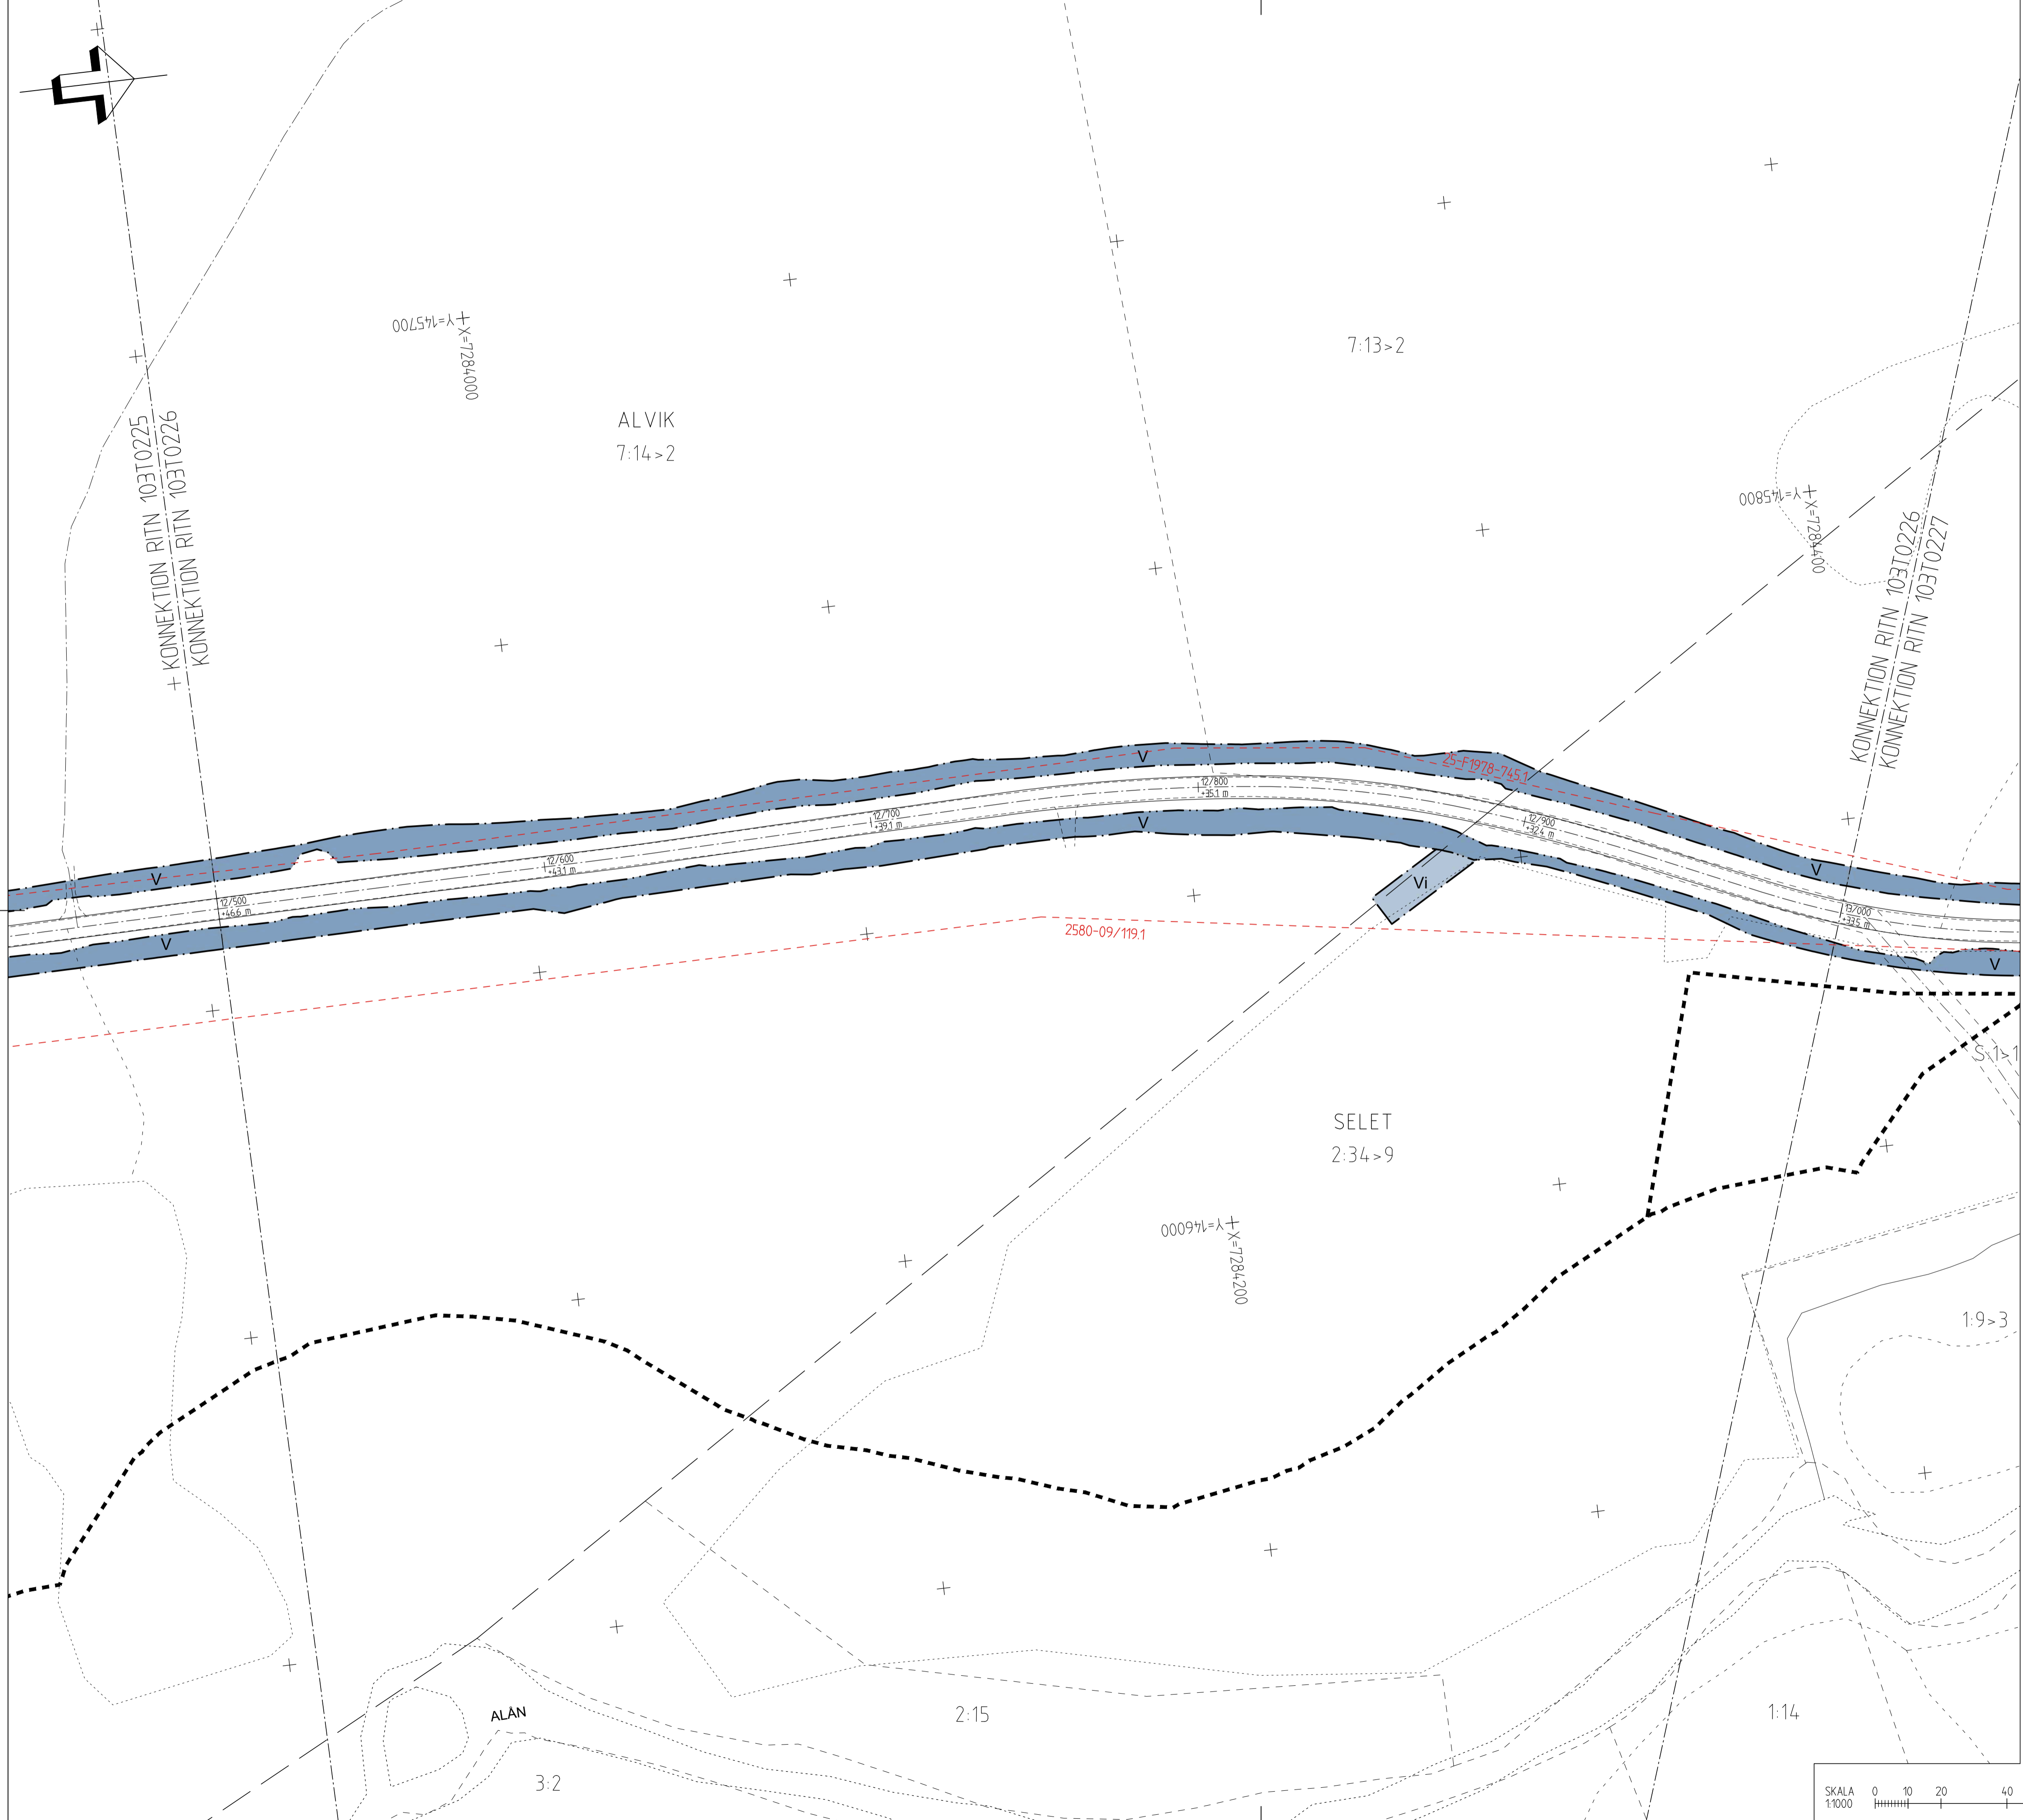 Y=145700
X=7284000
7:13>2
ALVIK
7:14>2
KONNEKTION RITN 103T0225
KONNEKTION RITN 103T0226
Y=145800
X=7284400
KONNEKTION RITN 103T0226
KONNEKTION RITN 103T0227
V
25-F1978-745.1
12/800
+35.1 m
12/700
+39.1 m
V
12/900
+32.4 m
12/600
+43.1 m
V
V
Vi
12/500
+46.6 m
13/000
+33.5 m
V
2580-09/119.1
V
S:1>1
SELET
2:34>9
Y=146000
X=7284200
1:9>3
ALÅN
2:15
1:14
3:2
SKALA
1:1000
0 10 20 40